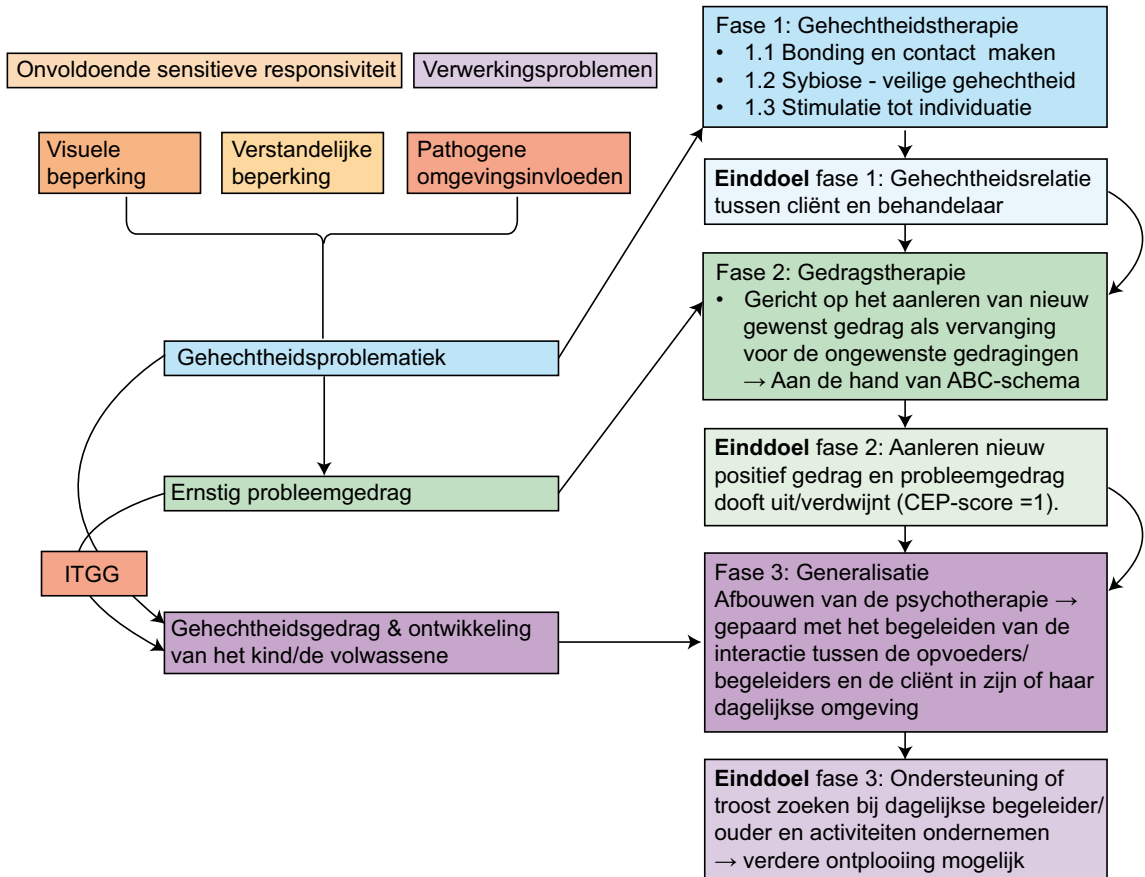 Onvoldoende sensitieve responsiviteit
Verwerkingsproblemen
Visuele
beperking
Verstandelijke
beperking
Pathogene
omgevingsinvloeden
Gehechtheidsproblematiek
Ernstig probleemgedrag
ITGG
Gehechtheidsgedrag & ontwikkeling
van het kind/de volwassene
Fase 1: Gehechtheidstherapie
• 1.1 Bonding en contact maken
• 1.2 Sybiose - veilige gehechtheid
• 1.3 Stimulatie tot individuatie
Einddoel fase 1: Gehechtheidsrelatie
tussen cliënt en behandelaar
Fase 2: Gedragstherapie
• Gericht op het aanleren van nieuw
gewenst gedrag als vervanging
voor de ongewenste gedragingen
→ Aan de hand van ABC-schema
Einddoel fase 2: Aanleren nieuw
positief gedrag en probleemgedrag
dooft uit/verdwijnt (CEP-score =1).
Fase 3: Generalisatie
Afbouwen van de psychotherapie →
gepaard met het begeleiden van de
interactie tussen de opvoeders/
begeleiders en de cliënt in zijn of haar
dagelijkse omgeving
Einddoel fase 3: Ondersteuning of
troost zoeken bij dagelijkse begeleider/
ouder en activiteiten ondernemen
→ verdere ontplooiing mogelijk